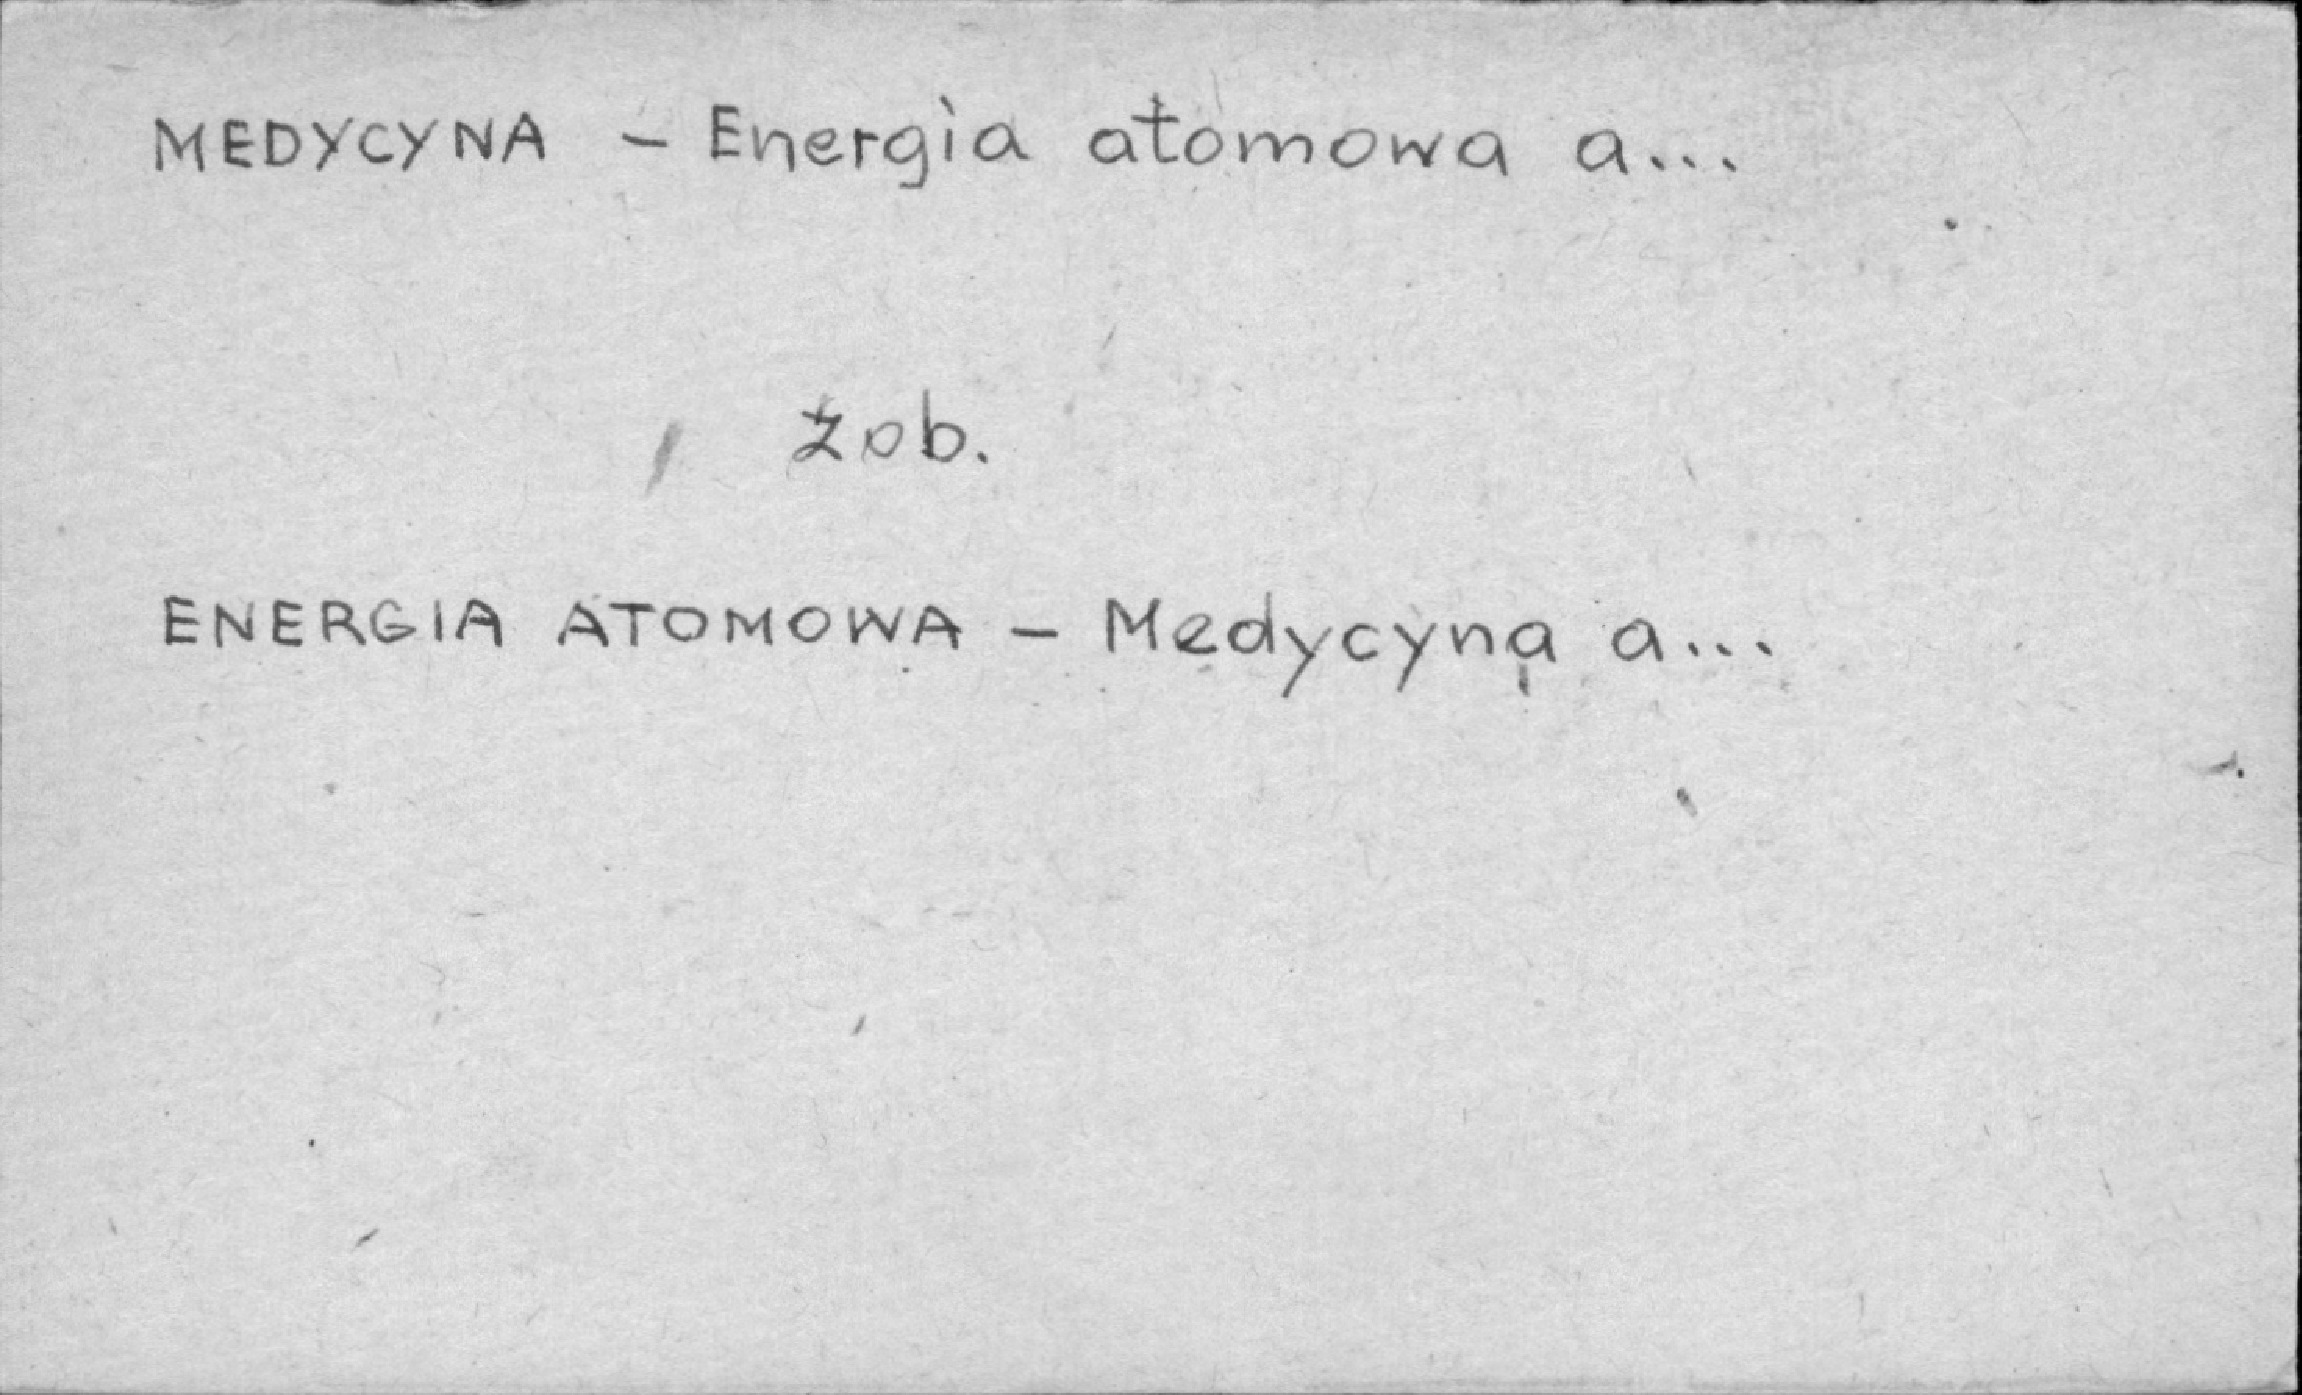 MEDYCYNA – Energia atomowa a...
zob.
ENERGIA ATOMOWA – Medycyna a...